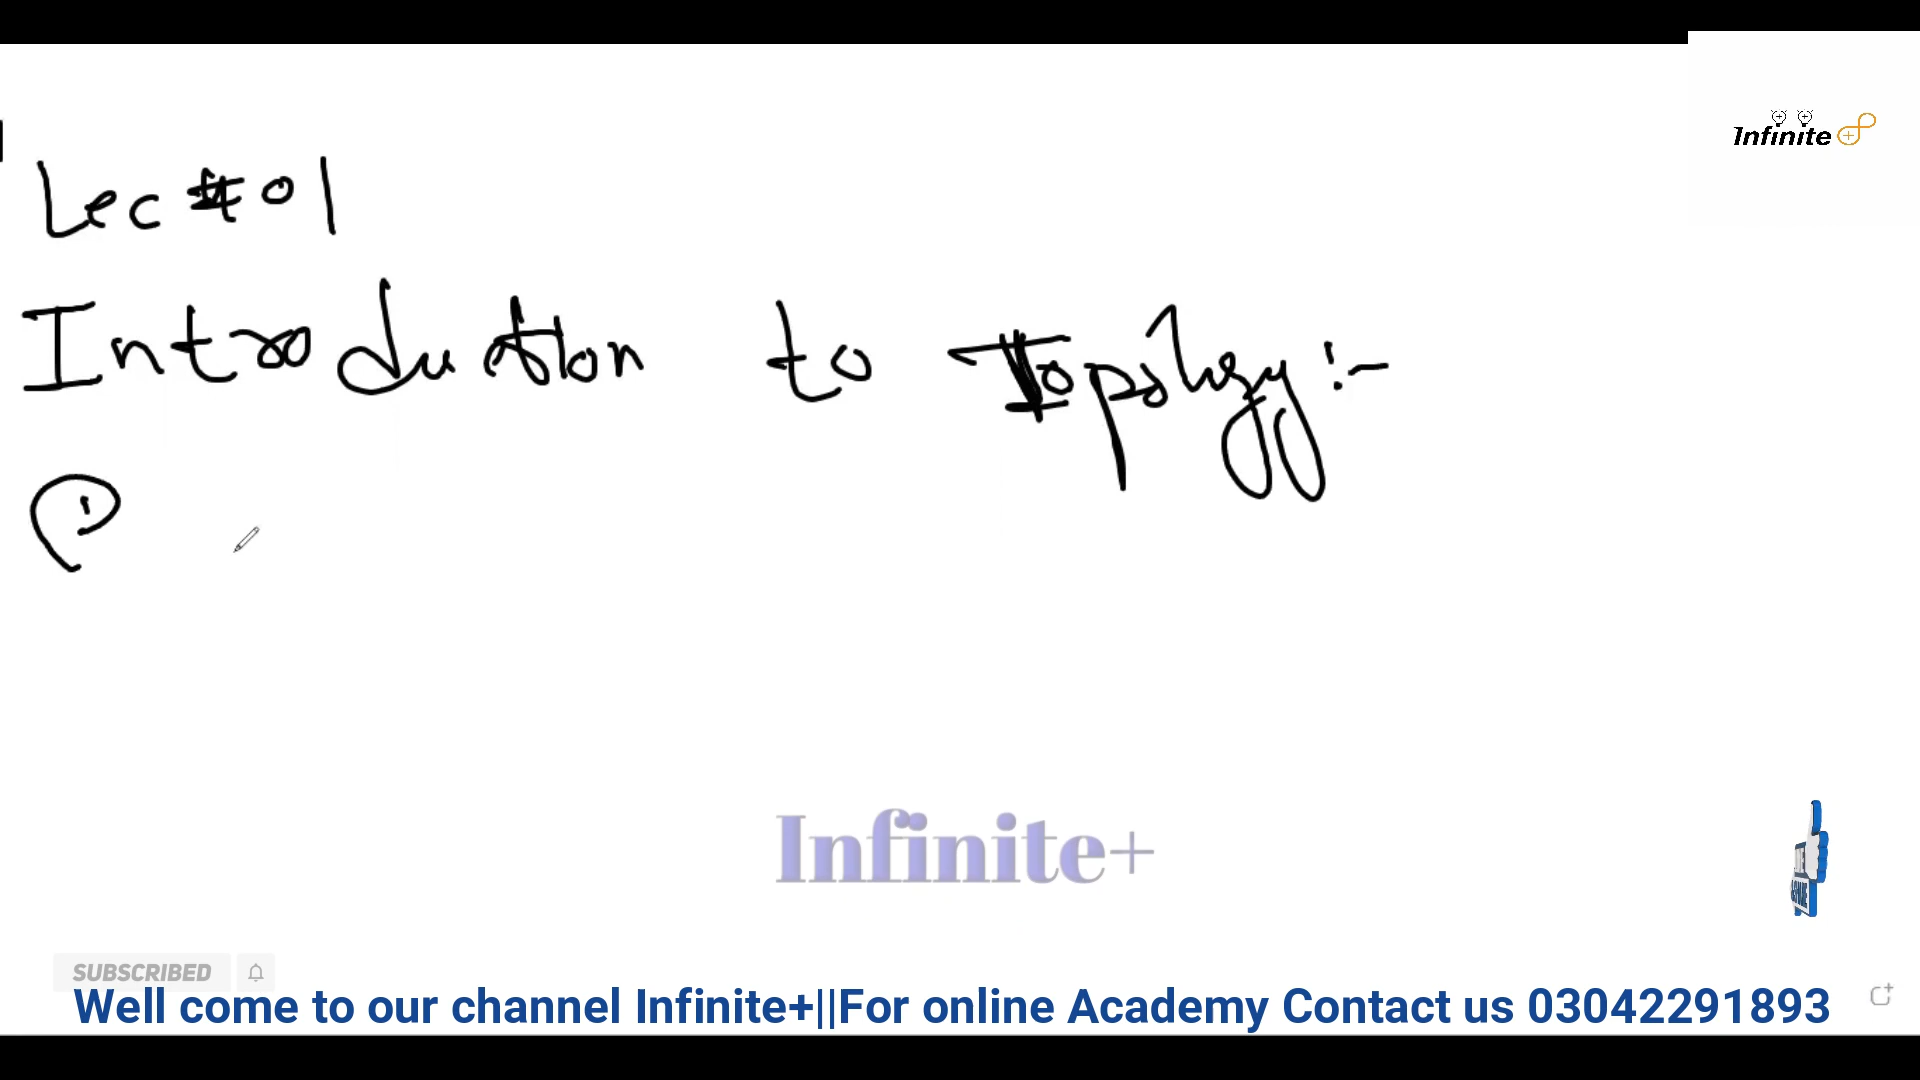 Infinite
Lec # 01
Introduction to Topology :-
Infinite+
SUBSCRIBED
Well come to our channel Infinite+||For online Academy Contact us 03042291893